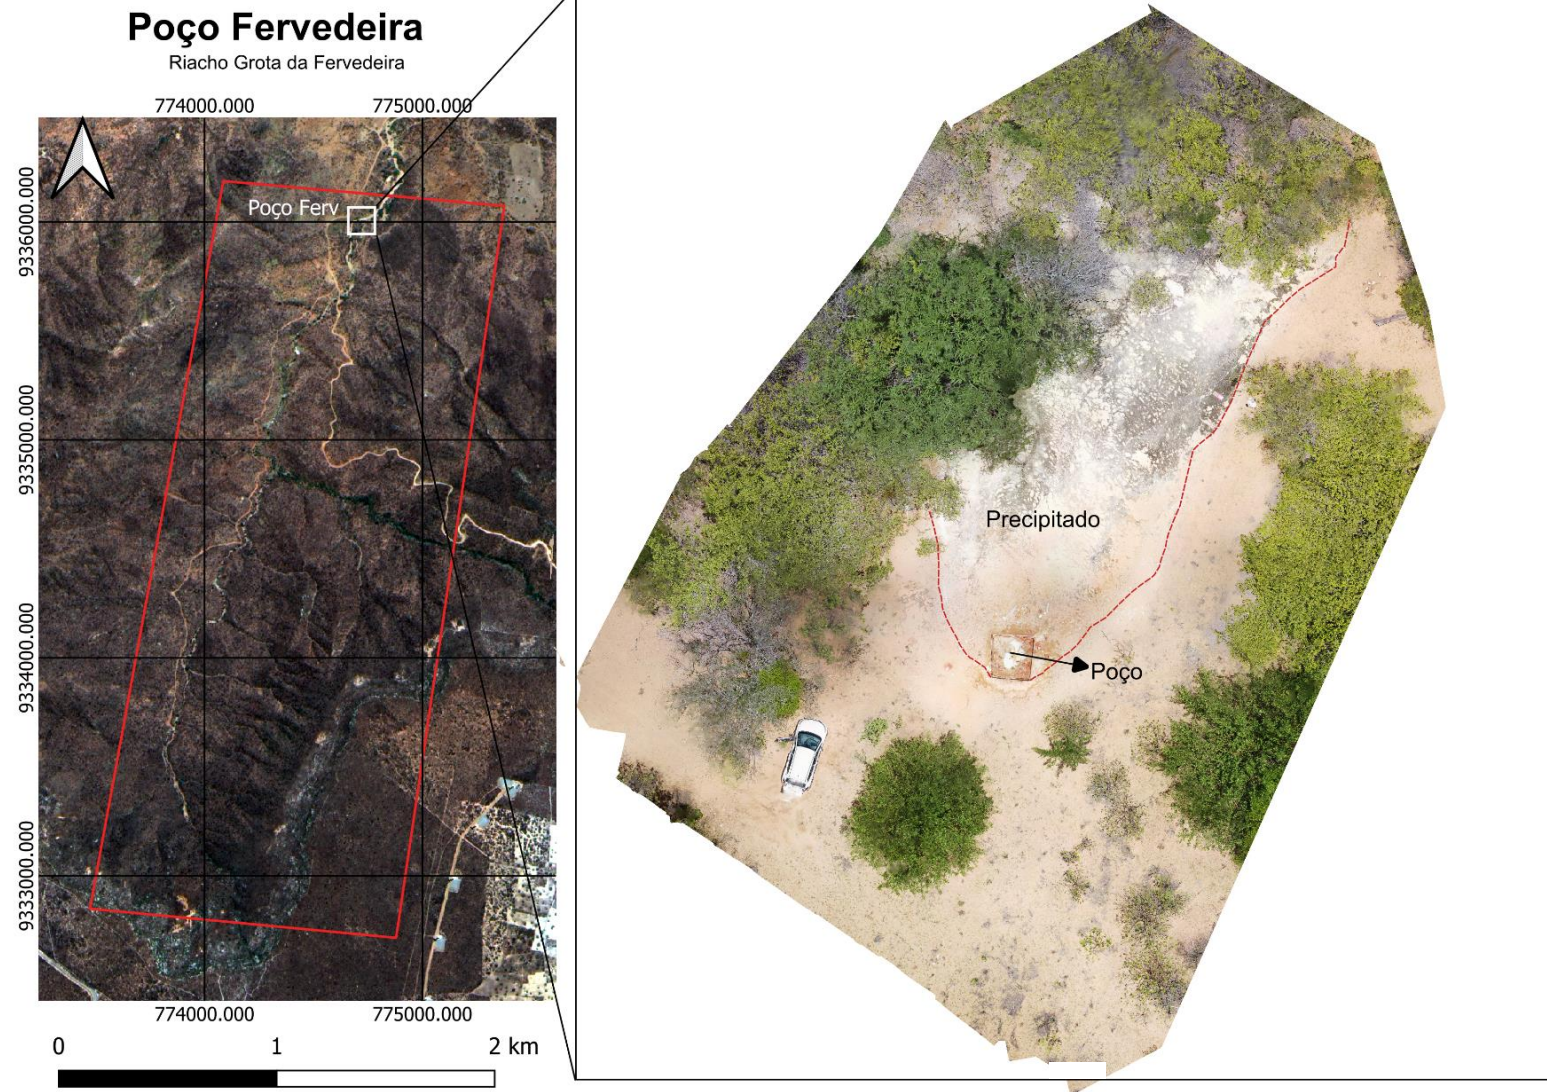 Poço Fervedeira
Riacho Grota da Fervedeira
774000.000
775000.000
9336000.000
9335000.000
9334000.000
9333000.000
Poço Ferv
774000.000
775000.000
0
1
2 km
Precipitado
Poço